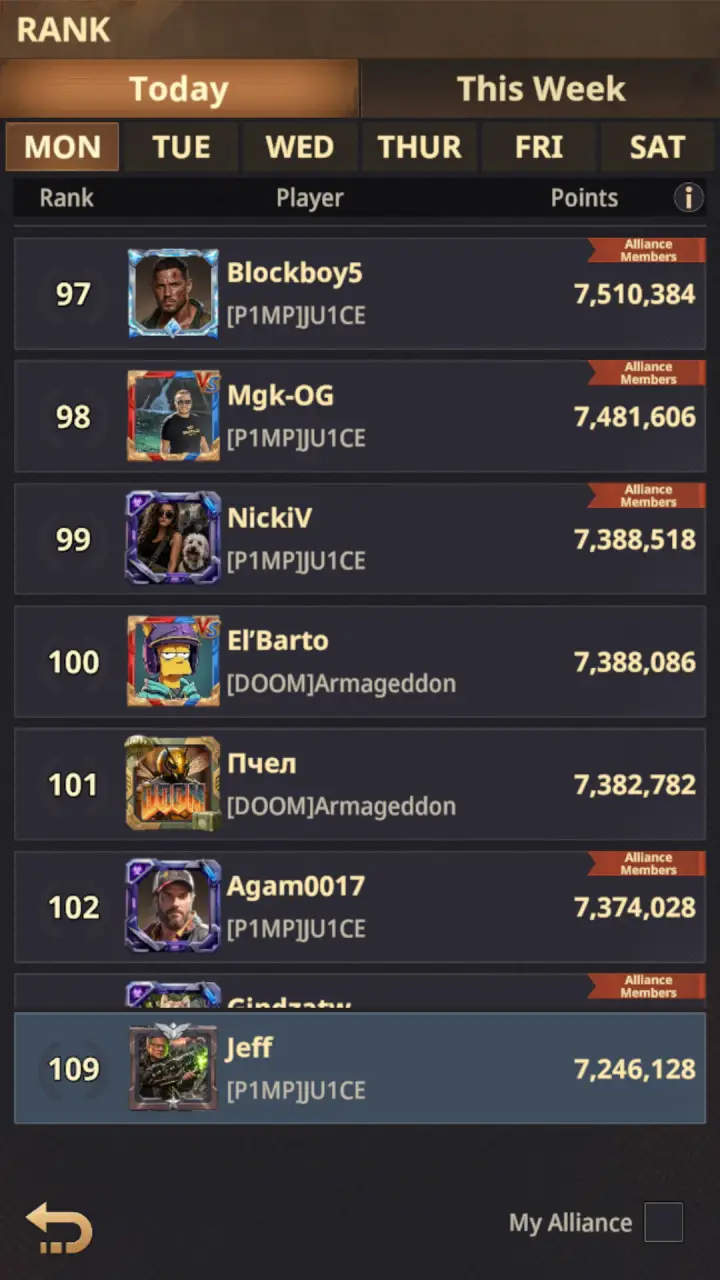 RANK
Today
This Week
MON
TUE
WED
THUR
FRI
SAT
Rank
Player
Points
Alliance
Members
97
Blockboy5
[P1MP]JU1CE
7,510,384
Alliance
Members
98
VS
Mgk-OG
[P1MP]JU1CE
7,481,606
Alliance
Members
99
NickiV
[P1MP]JU1CE
7,388,518
100
VS
El’Barto
[DOOM]Armageddon
7,388,086
101
DOOM
Пчел
[DOOM]Armageddon
7,382,782
Alliance
Members
102
Agam0017
[P1MP]JU1CE
7,374,028
Alliance
Members
109
Jeff
[P1MP]JU1CE
7,246,128
My Alliance